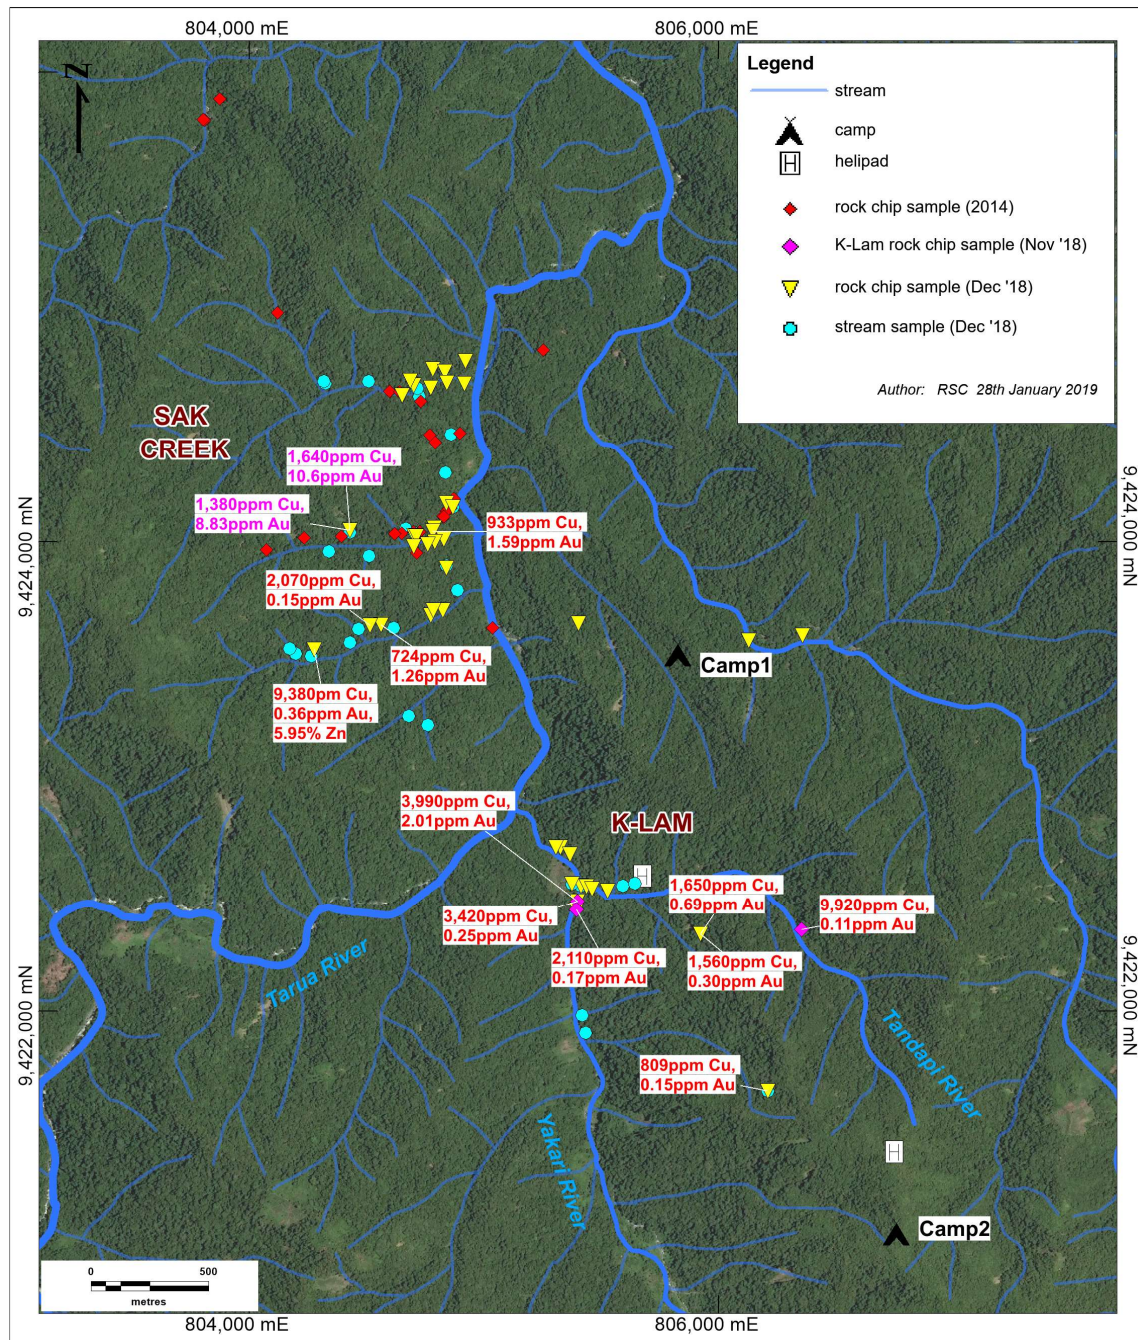 804,000 mE
806,000 mE
N
Legend
stream
camp
H
helipad
rock chip sample (2014)
K-Lam rock chip sample (Nov '18)
rock chip sample (Dec '18)
stream sample (Dec '18)
Author: RSC 28th January 2019
SAK
CREEK
1,640ppm Cu,
10.6ppm Au
1,380ppm Cu,
8.83ppm Au
933ppm Cu,
1.59ppm Au
9,424,000 mN
9,424,000 mN
2,070ppm Cu,
0.15ppm Au
724ppm Cu,
1.26ppm Au
Camp1
9,380pm Cu,
0.36ppm Au,
5.95% Zn
3,990ppm Cu,
2.01ppm Au
K-LAM
H
1,650ppm Cu,
0.69ppm Au
9,920ppm Cu,
0.11ppm Au
3,420ppm Cu,
0.25ppm Au
2,110ppm Cu,
0.17ppm Au
1,560ppm Cu,
0.30ppm Au
Tarua River
9,422,000 mN
9,422,000 mN
Tandapi River
809ppm Cu,
0.15ppm Au
Yakari River
H
Camp2
0 500
metres
804,000 mE
806,000 mE